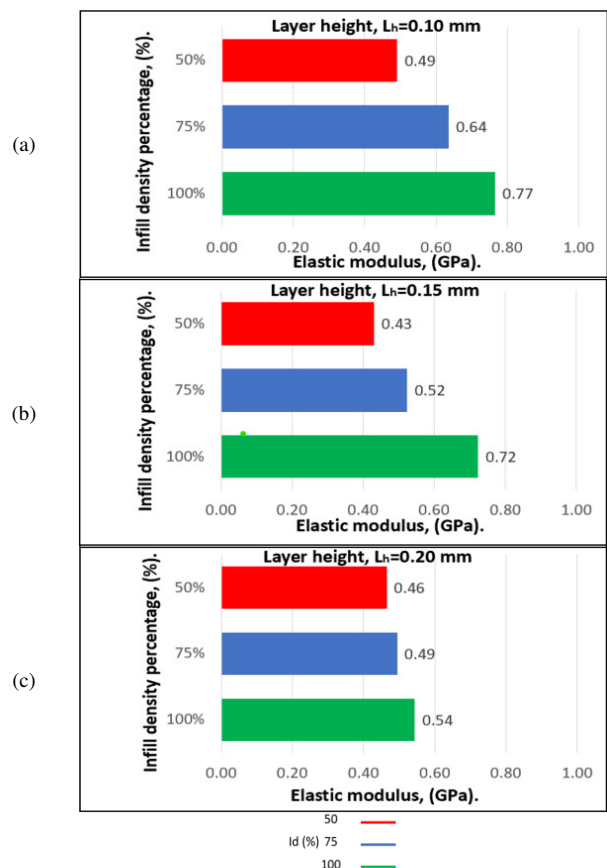 (a)
Layer height, Lₕ=0.10 mm
Infill density percentage, (%).
50% 0.49
75% 0.64
100% 0.77
0.00 0.20 0.40 0.60 0.80 1.00
Elastic modulus, (GPa).
(b)
Layer height, Lₕ=0.15 mm
Infill density percentage, (%).
50% 0.43
75% 0.52
100% 0.72
0.00 0.20 0.40 0.60 0.80 1.00
Elastic modulus, (GPa).
(c)
Layer height, Lₕ=0.20 mm
Infill density percentage, (%).
50% 0.46
75% 0.49
100% 0.54
0.00 0.20 0.40 0.60 0.80 1.00
Elastic modulus, (GPa).
50
Id (%) 75
100